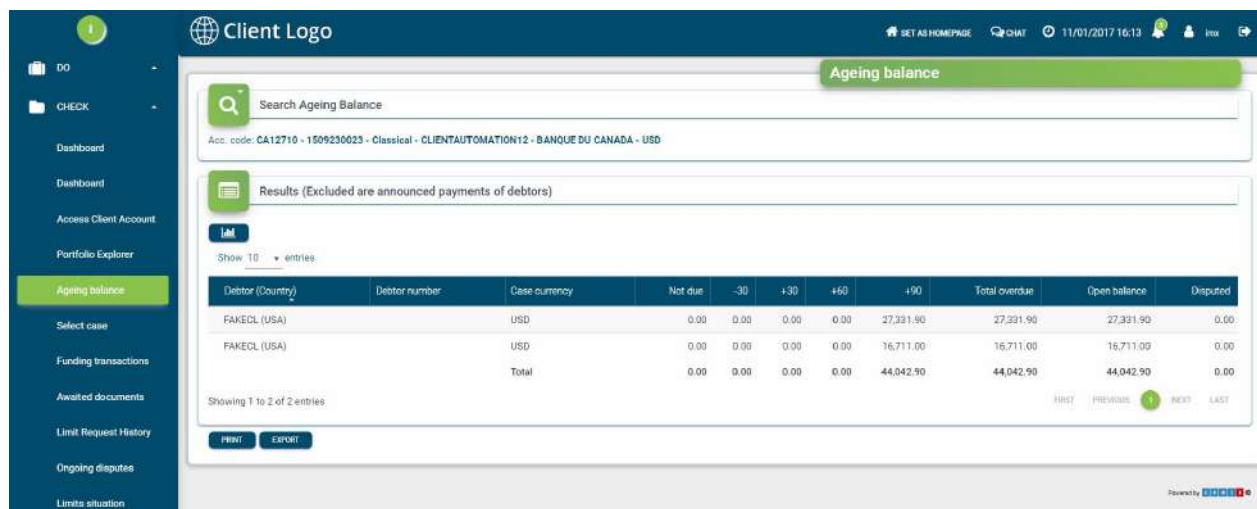 Client Logo
SET AS HOMEPAGE CHAT 11/01/2017 16:13 imx
DO
CHECK
Dashboard
Dashboard
Access Client Account
Portfolio Explorer
Ageing balance
Select case
Funding transactions
Awaited documents
Limit Request History
Ongoing disputes
Limits situation
Ageing balance
Search Ageing Balance
Acc. code: CA12710 - 1509230023 - Classical - CLIENTAUTOMATION12 - BANQUE DU CANADA - USD
Results (Excluded are announced payments of debtors)
Show 10 entries
Debtor (Country) Debtor number Case currency Not due -30 +30 +60 +90 Total overdue Open balance Disputed
FAKECL (USA) USD 0.00 0.00 0.00 0.00 27,331.90 27,331.90 27,331.90 0.00
FAKECL (USA) USD 0.00 0.00 0.00 0.00 16,711.00 16,711.00 16,711.00 0.00
Total 0.00 0.00 0.00 0.00 44,042.90 44,042.90 44,042.90 0.00
Showing 1 to 2 of 2 entries
FIRST PREVIOUS 1 NEXT LAST
PRINT EXPORT
Powered by